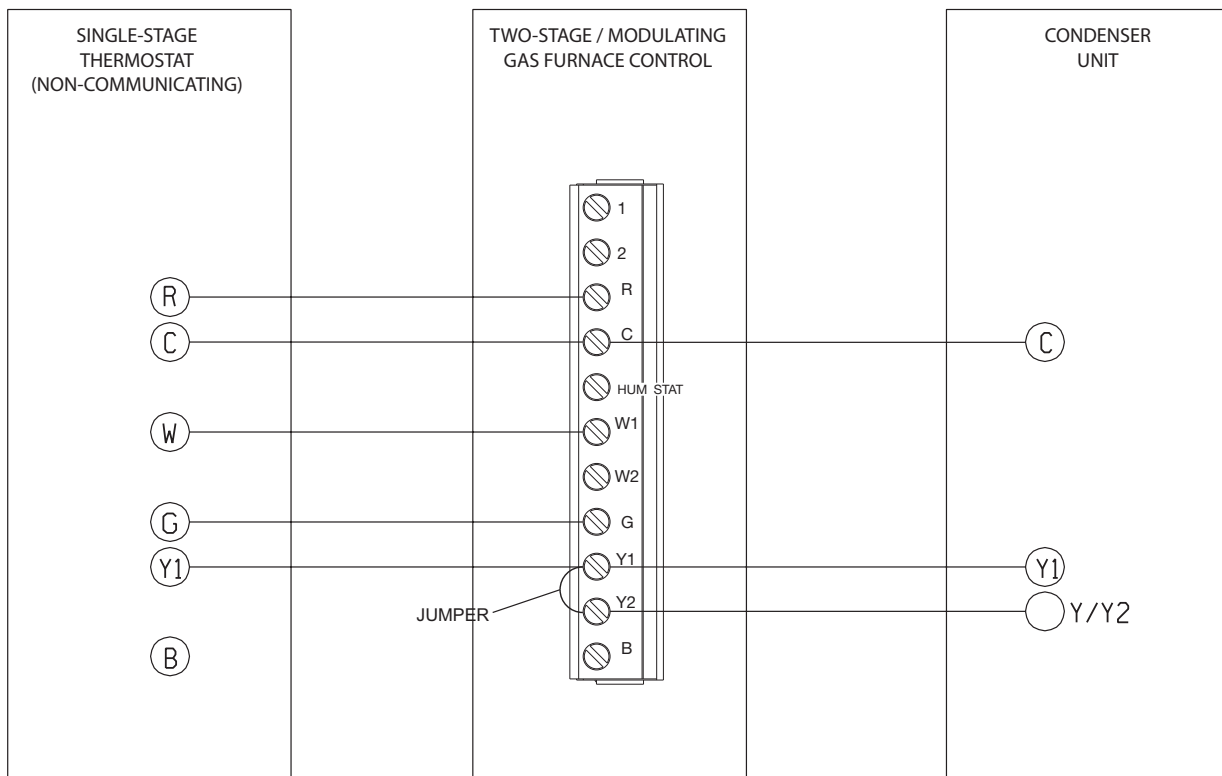 SINGLE-STAGE
THERMOSTAT
(NON-COMMUNICATING)
TWO-STAGE / MODULATING
GAS FURNACE CONTROL
CONDENSER
UNIT
1
2
R
R
C
C
C
HUM STAT
W
W1
W2
G
G
Y1
Y1
Y1
JUMPER
Y2
Y/Y2
B
B